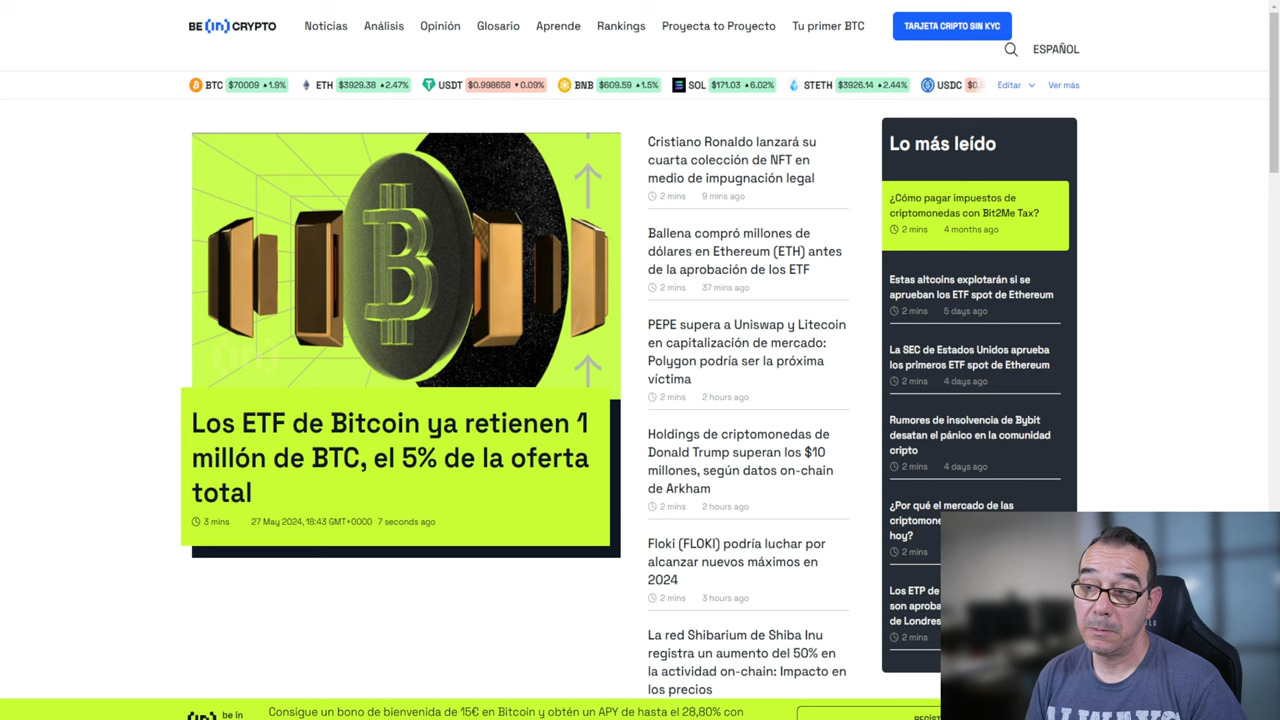 BE [in] CRYPTO
Noticias
Análisis
Opinión
Glosario
Aprende
Rankings
Proyecta to Proyecto
Tu primer BTC
TARJETA CRIPTO SIN KYC
ESPAÑOL
BTC $70009 ▲1.9%
ETH $3929.38 ▲2.47%
USDT $0.998658 ▼0.09%
BNB $609.59 ▲1.5%
SOL $171.03 ▲6.02%
STETH $3926.14 ▲2.44%
USDC
Editar
Ver más
Los ETF de Bitcoin ya retienen 1
millón de BTC, el 5% de la oferta
total
3 mins 27 May 2024, 18:43 GMT+0000 7 seconds ago
Cristiano Ronaldo lanzará su
cuarta colección de NFT en
medio de impugnación legal
2 mins 9 mins ago
Ballena compró millones de
dólares en Ethereum (ETH) antes
de la aprobación de los ETF
2 mins 37 mins ago
PEPE supera a Uniswap y Litecoin
en capitalización de mercado:
Polygon podría ser la próxima
víctima
2 mins 2 hours ago
Holdings de criptomonedas de
Donald Trump superan los $10
millones, según datos on-chain
de Arkham
2 mins 2 hours ago
Floki (FLOKI) podría luchar por
alcanzar nuevos máximos en
2024
2 mins 3 hours ago
La red Shibarium de Shiba Inu
registra un aumento del 50% en
la actividad on-chain: Impacto en
los precios
Lo más leído
¿Cómo pagar impuestos de
criptomonedas con Bit2Me Tax?
2 mins 4 months ago
Estas altcoins explotarán si se
aprueban los ETF spot de Ethereum
2 mins 5 days ago
La SEC de Estados Unidos aprueba
los primeros ETF spot de Ethereum
2 mins 4 days ago
Rumores de insolvencia de Bybit
desatan el pánico en la comunidad
cripto
2 mins 4 days ago
¿Por qué el mercado de las
hoy?
2 mins
Los ETP de
son
de Londres
2 mins
be in
Consigue un bono de bienvenida de 15€ en Bitcoin y obtén un APY de hasta el 28,80% con
ALWAYS